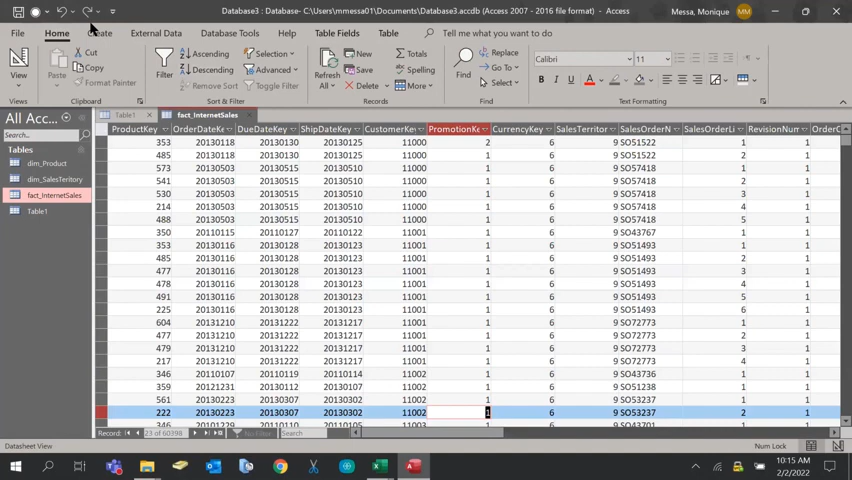 Database3 : Database- C:\Users\mmessa01\Documents\Database3.accdb (Access 2007 - 2016 file format) - Access
Messa, Monique MM
File Home Create External Data Database Tools Help Table Fields Table Tell me what you want to do
View Paste Cut Copy Format Painter Filter Ascending Descending Remove Sort Selection Advanced Toggle Filter Refresh All New Save Delete Totals Spelling More Find Replace Go To Select Calibri 11
B I U A
Views Clipboard Sort & Filter Records Find Text Formatting
All Acc... Table1 fact_InternetSales
Search...
Tables
dim_Product
dim_SalesTeritory
fact_InternetSales
Table1
ProductKey OrderDateKe DueDateKey ShipDateKey CustomerKe PromotionKe CurrencyKey SalesTerritor SalesOrderN SalesOrderLi RevisionNum OrderC
353 20130118 20130130 20130125 11000 2 6 9 SO51522 1 1
485 20130118 20130130 20130125 11000 1 6 9 SO51522 2 1
573 20130503 20130515 20130510 11000 1 6 9 SO57418 1 1
541 20130503 20130515 20130510 11000 1 6 9 SO57418 2 1
530 20130503 20130515 20130510 11000 1 6 9 SO57418 3 1
214 20130503 20130515 20130510 11000 1 6 9 SO57418 4 1
488 20130503 20130515 20130510 11000 1 6 9 SO57418 5 1
350 20110115 20110127 20110122 11001 1 6 9 SO43767 1 1
353 20130116 20130128 20130123 11001 1 6 9 SO51493 1 1
485 20130116 20130128 20130123 11001 1 6 9 SO51493 2 1
477 20130116 20130128 20130123 11001 1 6 9 SO51493 3 1
478 20130116 20130128 20130123 11001 1 6 9 SO51493 4 1
491 20130116 20130128 20130123 11001 1 6 9 SO51493 5 1
225 20130116 20130128 20130123 11001 1 6 9 SO51493 6 1
604 20131210 20131222 20131217 11001 1 6 9 SO72773 1 1
477 20131210 20131222 20131217 11001 1 6 9 SO72773 2 1
479 20131210 20131222 20131217 11001 1 6 9 SO72773 3 1
217 20131210 20131222 20131217 11001 1 6 9 SO72773 4 1
346 20110107 20110119 20110114 11002 1 6 9 SO43736 1 1
359 20121231 20130112 20130107 11002 1 6 9 SO51238 1 1
561 20130223 20130307 20130302 11002 1 6 9 SO53237 1 1
222 20130223 20130307 20130302 11002 1 6 9 SO53237 2 1
Record: 23 of 60398 No Filter Search
Datasheet View Num Lock
10:15 AM
2/2/2022